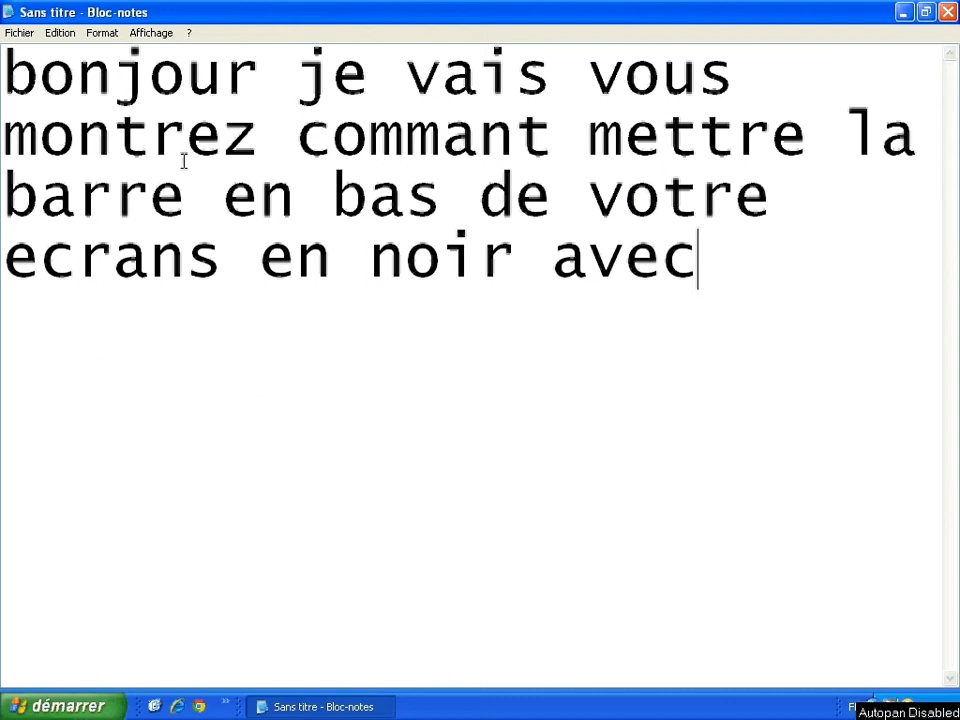 Sans titre - Bloc-notes
Fichier Edition Format Affichage ?
bonjour je vais vous
montrez commant mettre la
barre en bas de votre
ecrans en noir avec
démarrer
Sans titre - Bloc-notes
Autopan Disabled